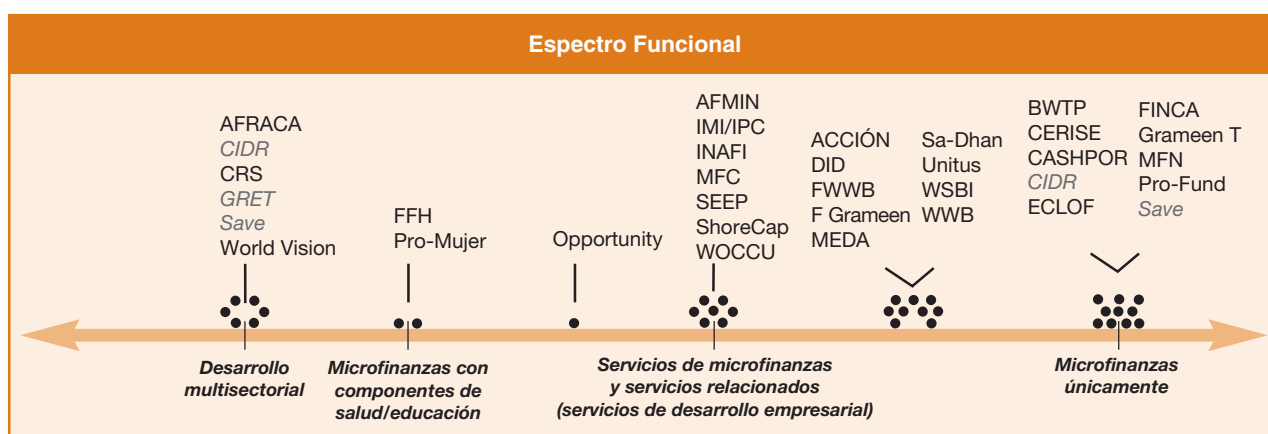 Espectro Funcional
AFRACA
CIDR
CRS
GRET
Save
World Vision
FFH
Pro-Mujer
Opportunity
AFMIN
IMI/IPC
INAFI
MFC
SEEP
ShoreCap
WOCCU
ACCIÓN
DID
FWWB
F Grameen
MEDA
Sa-Dhan
Unitus
WSBI
WWB
BWTP
CERISE
CASHPOR
CIDR
ECLOF
FINCA
Grameen T
MFN
Pro-Fund
Save
Desarrollo
multisectorial
Microfinanzas con
componentes de
salud/educación
Servicios de microfinanzas
y servicios relacionados
(servicios de desarrollo empresarial)
Microfinanzas
únicamente